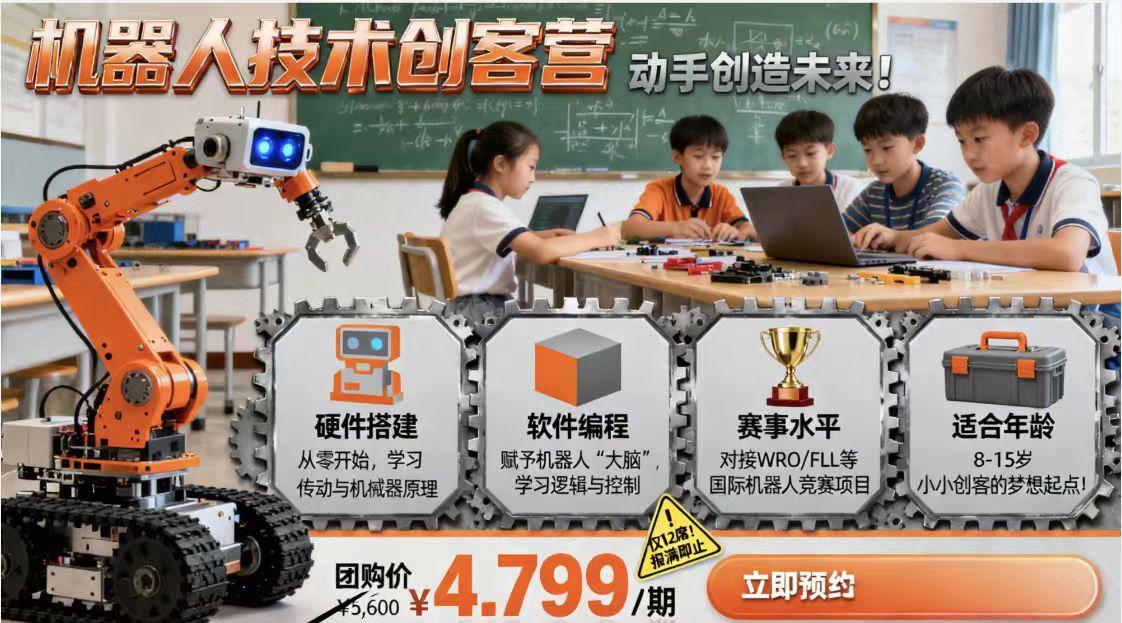 机器人技术创客营
动手创造未来！
硬件搭建
从零开始，学习
传动与机械器原理
软件编程
赋予机器人“大脑”，
学习逻辑与控制
赛事水平
对接WRO/FLL等
国际机器人竞赛项目
适合年龄
8-15岁
小小创客的梦想起点！
！
仅12席！
报满即止
团购价
¥5,600
¥4.799/期
立即预约